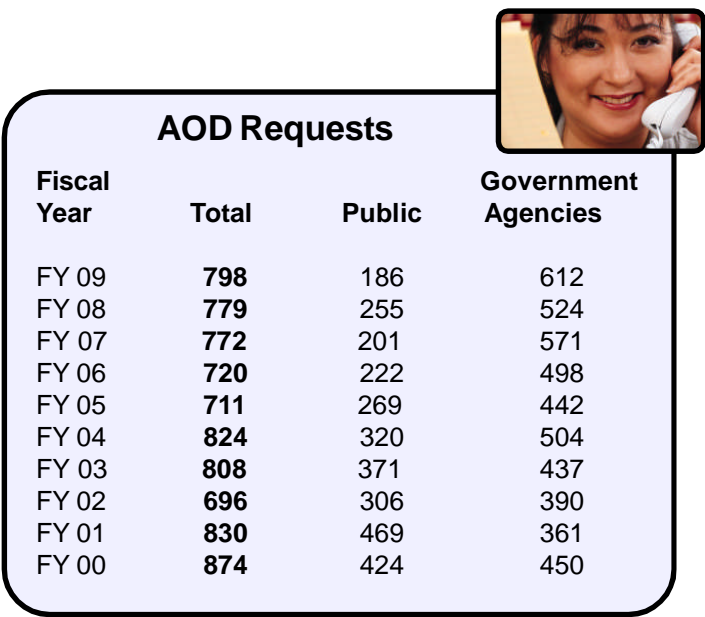 AOD Requests
Fiscal Government
Year Total Public Agencies
FY 09 798 186 612
FY 08 779 255 524
FY 07 772 201 571
FY 06 720 222 498
FY 05 711 269 442
FY 04 824 320 504
FY 03 808 371 437
FY 02 696 306 390
FY 01 830 469 361
FY 00 874 424 450